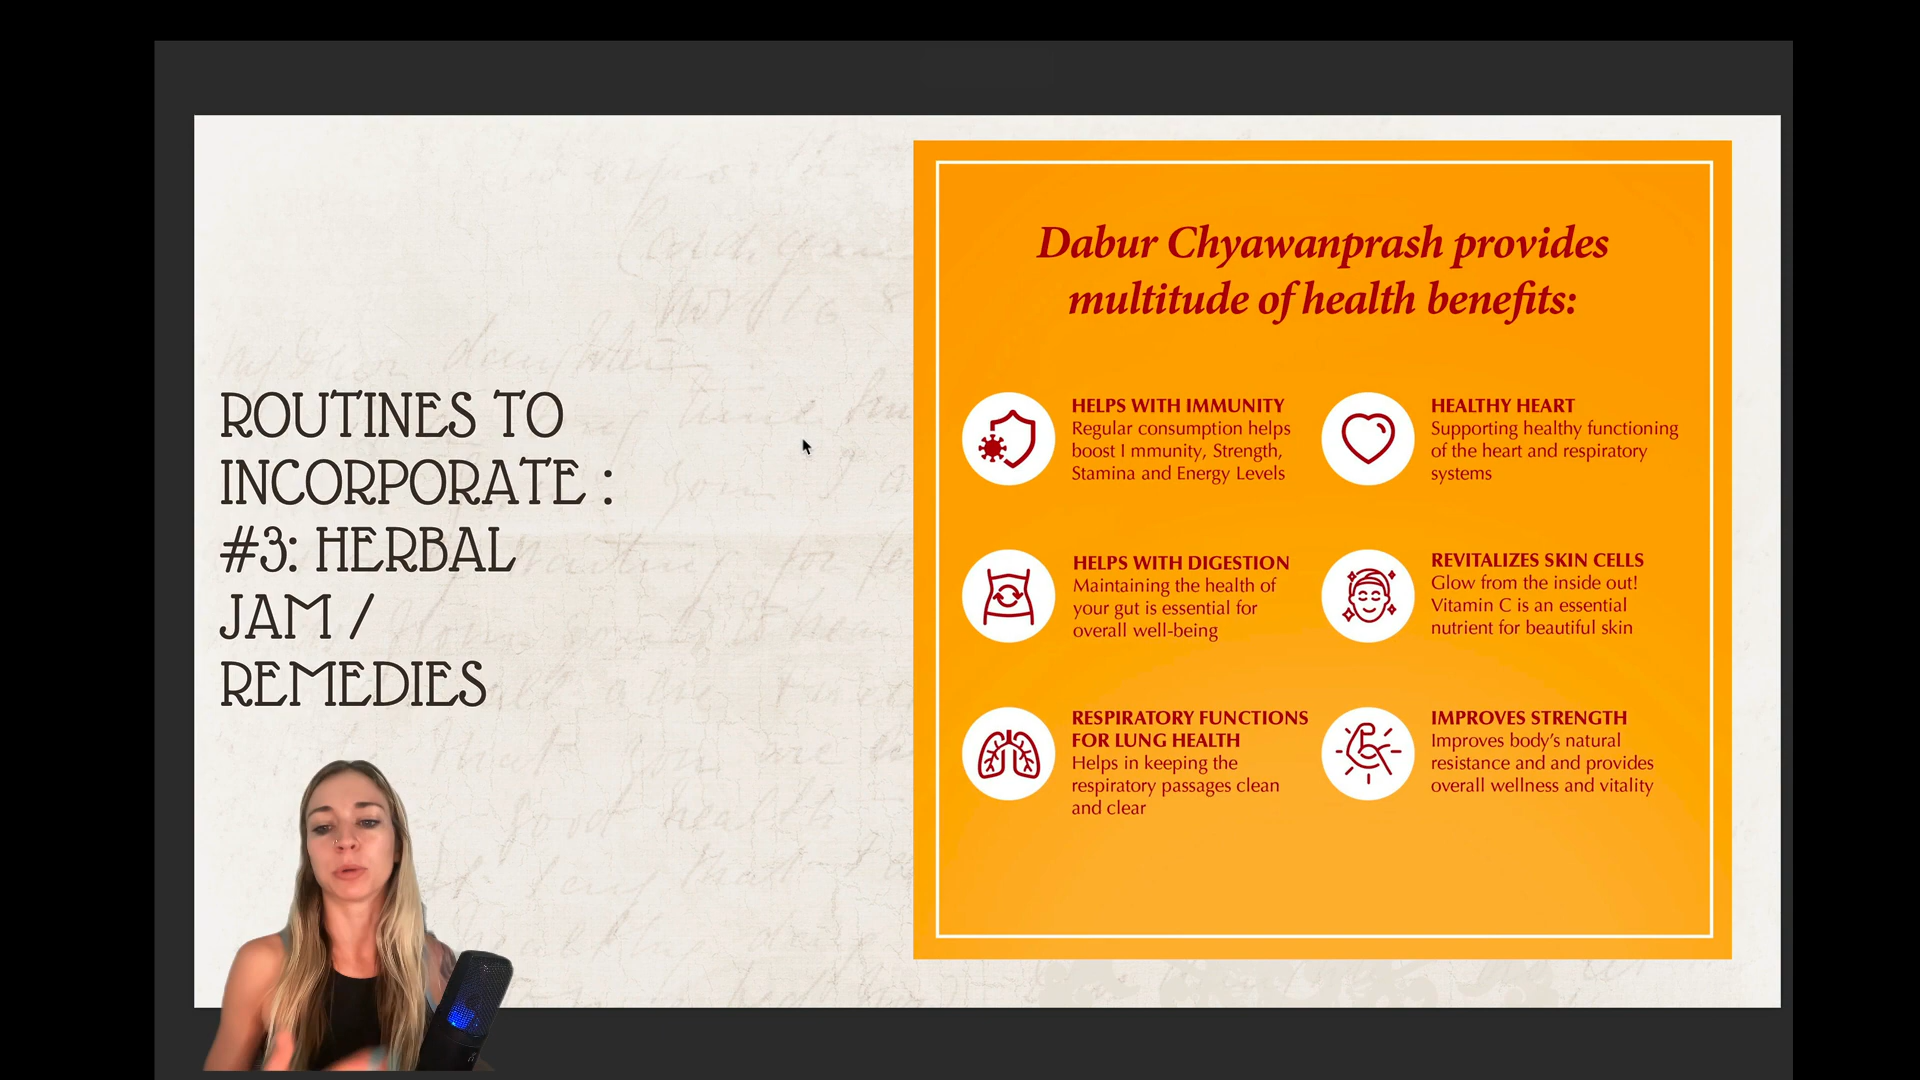 ROUTINES TO
INCORPORATE :
#3: HERBAL
JAM /
REMEDIES
Dabur Chyawanprash provides
multitude of health benefits:
HELPS WITH IMMUNITY
Regular consumption helps
boost I mmunity, Strength,
Stamina and Energy Levels
HEALTHY HEART
Supporting healthy functioning
of the heart and respiratory
systems
HELPS WITH DIGESTION
Maintaining the health of
your gut is essential for
overall well-being
REVITALIZES SKIN CELLS
Glow from the inside out!
Vitamin C is an essential
nutrient for beautiful skin
RESPIRATORY FUNCTIONS
FOR LUNG HEALTH
Helps in keeping the
respiratory passages clean
and clear
IMPROVES STRENGTH
Improves body's natural
resistance and and provides
overall wellness and vitality